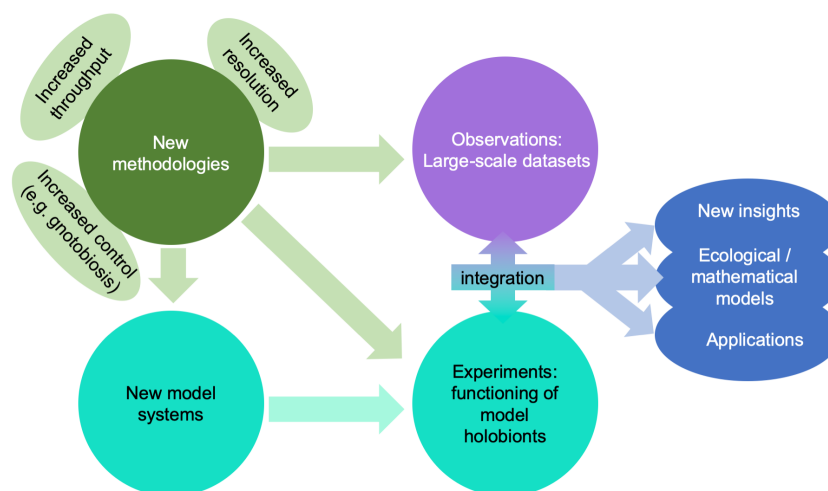 Increased
throughput
Increased
resolution
New
methodologies
Increased control
(e.g. gnotobiosis)
Observations:
Large-scale datasets
integration
New insights
Ecological /
mathematical
models
Applications
New model
systems
Experiments:
functioning of
model
holobionts